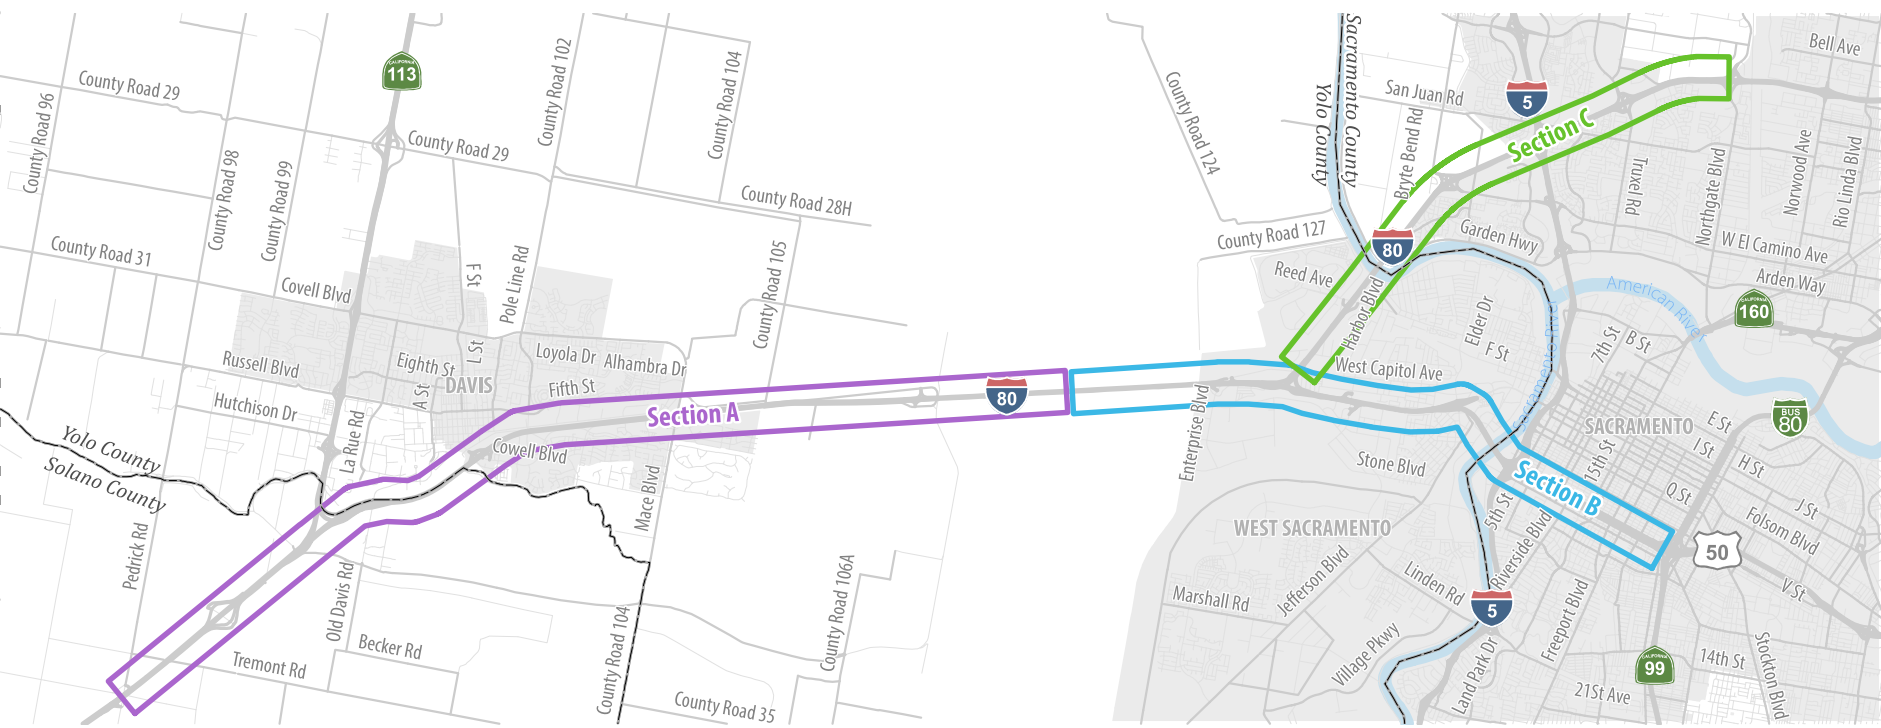 County Road 96
County Road 29
CALIFORNIA
113
County Road 98
County Road 99
County Road 29
County Road 102
County Road 104
County Road 28H
County Road 31
Covell Blvd
F St
Pole Line Rd
County Road 105
Russell Blvd
Eighth St
L St
Loyola Dr
Alhambra Dr
DAVIS
A St
Fifth St
Hutchison Dr
La Rue Rd
Section A
80
Cowell Blvd
Yolo County
Solano County
Mace Blvd
Pedrick Rd
Old Davis Rd
Becker Rd
Tremont Rd
County Road 104
County Road 106A
County Road 35
County Road 124
County Road 127
Sacramento County
Yolo County
San Juan Rd
Bryte Bend Rd
5
Section C
Bell Ave
Truxel Rd
Northgate Blvd
Norwood Ave
Rio Linda Blvd
80
Garden Hwy
W El Camino Ave
Arden Way
Reed Ave
Harbor Blvd
American River
CALIFORNIA
160
Elder Dr
F St
West Capitol Ave
Sacramento River
7th St
B St
Enterprise Blvd
SACRAMENTO
E St
I St
BUS
80
H St
J St
15th St
Q St
Folsom Blvd
Stone Blvd
Section B
5th St
Riverside Blvd
WEST SACRAMENTO
50
V St
Jefferson Blvd
Linden Rd
Marshall Rd
5
Freeport Blvd
Village Pkwy
Land Park Dr
CALIFORNIA
99
14th St
21St Ave
Stockton Blvd